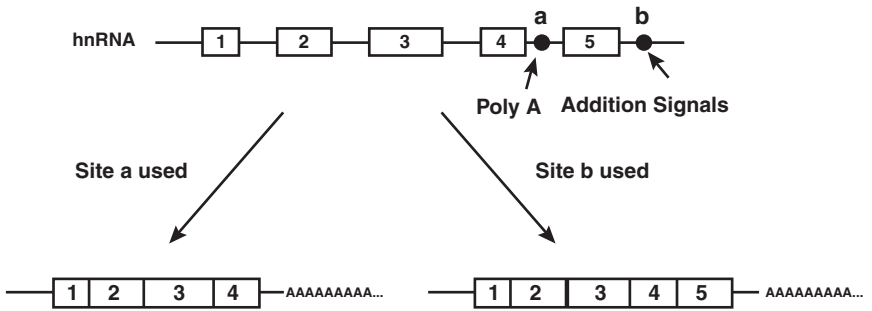 a b
hnRNA 1 2 3 4 5
Poly A Addition Signals
Site a used Site b used
1 2 3 4 AAAAAAAAA... 1 2 3 4 5 AAAAAAAAA...